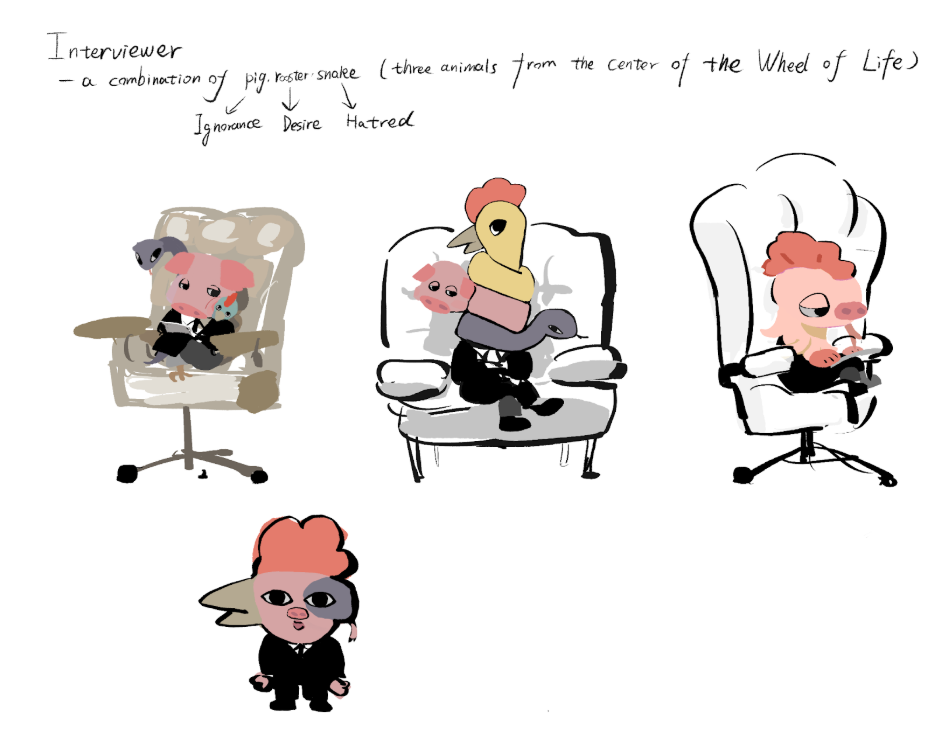 Interviewer
- a combination of pig. rooster. snake (three animals from the center of the Wheel of Life)
Ignorance Desire Hatred